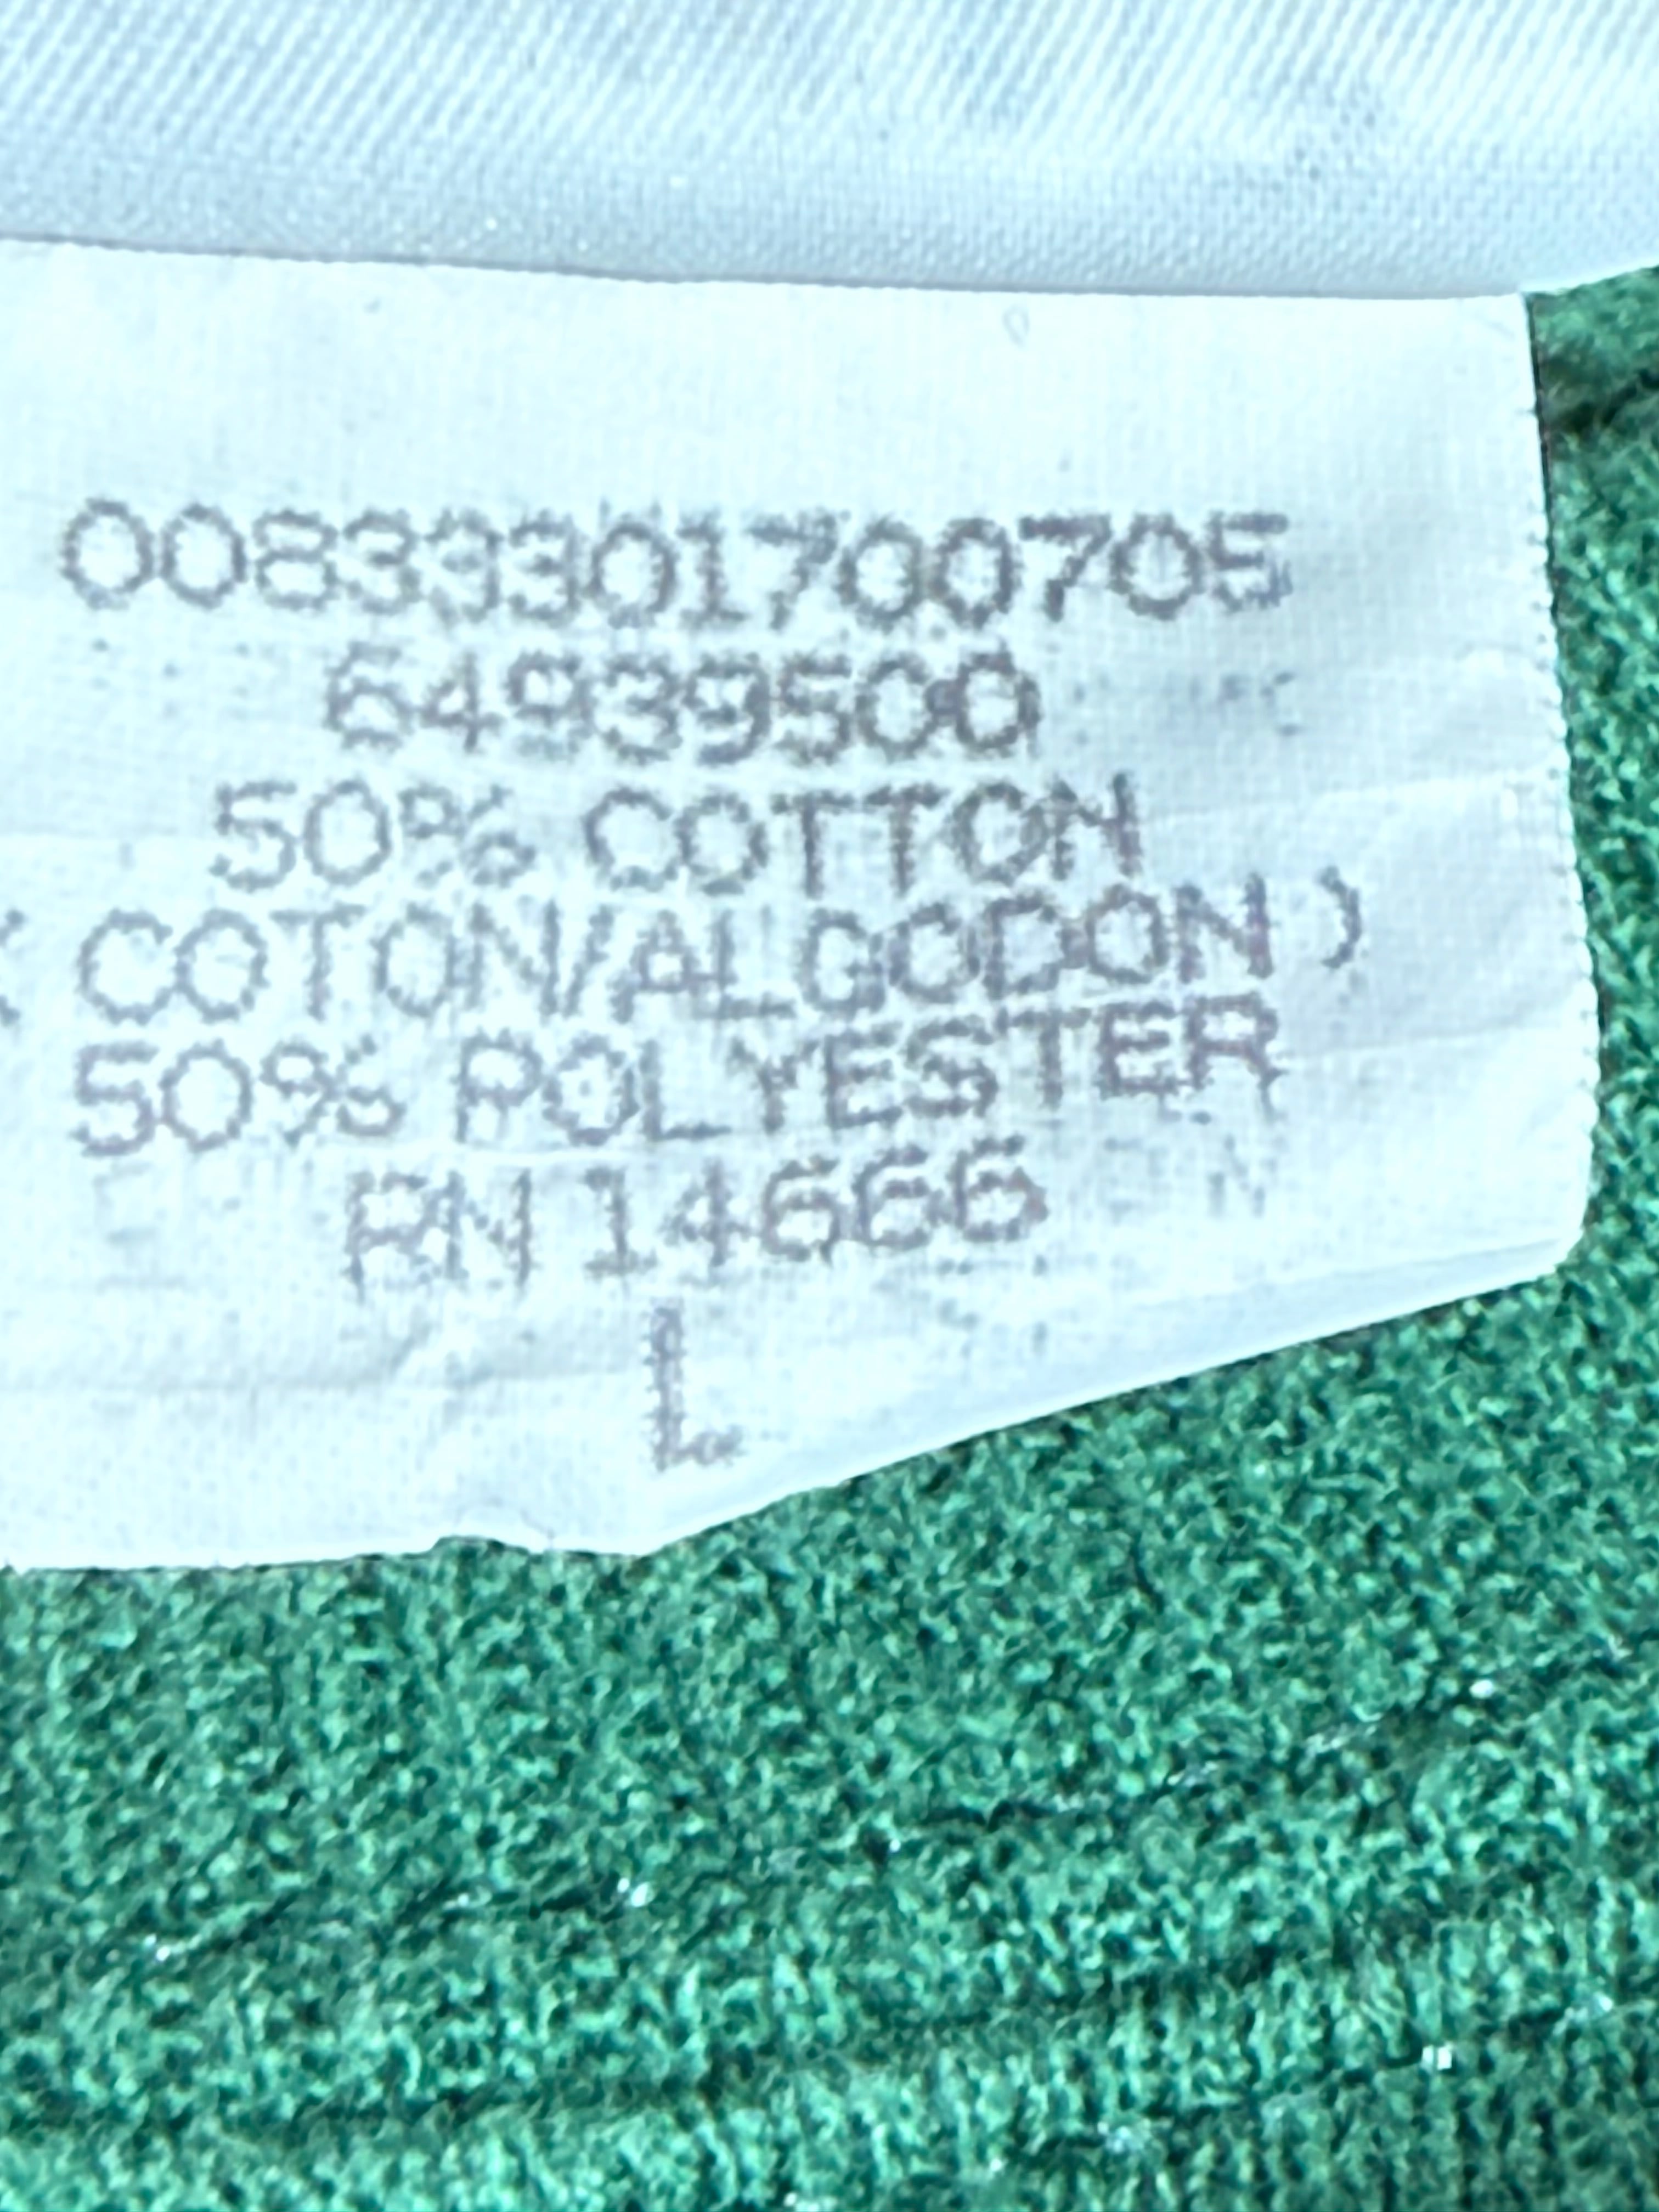 00833301700705
64939500
50% COTTON
( COTON/ALGODON )
50% POLYESTER
RN 14666
L